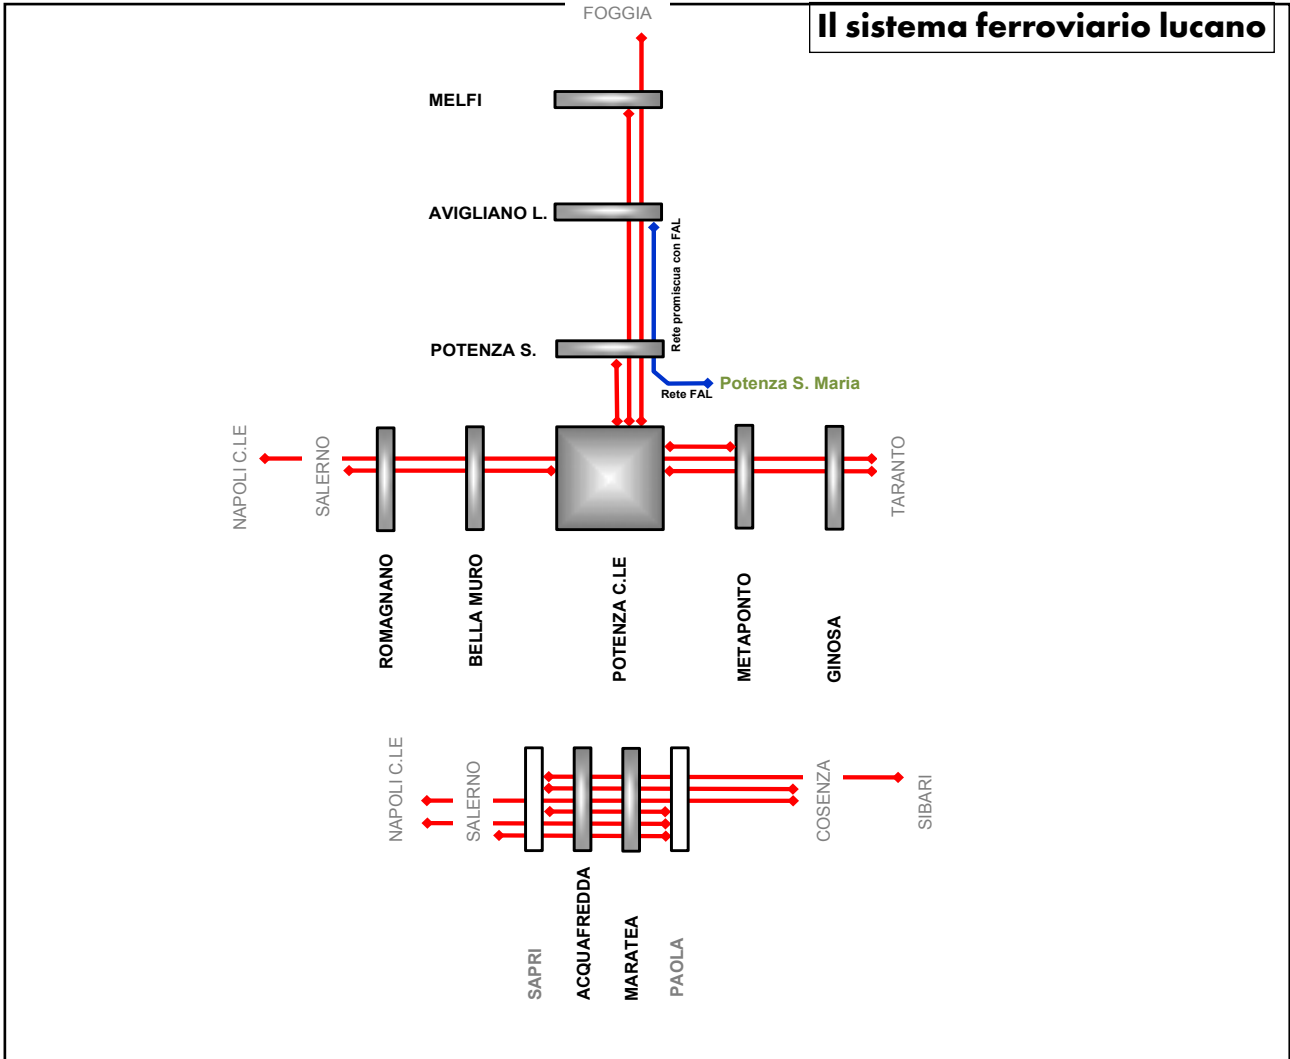 FOGGIA
Il sistema ferroviario lucano
MELFI
AVIGLIANO L.
Rete promiscua con FAL
POTENZA S.
Potenza S. Maria
Rete FAL
NAPOLI C.LE
SALERNO
TARANTO
ROMAGNANO
BELLA MURO
POTENZA C.LE
METAPONTO
GINOSA
NAPOLI C.LE
SALERNO
COSENZA
SIBARI
SAPRI
ACQUAFREDDA
MARATEA
PAOLA